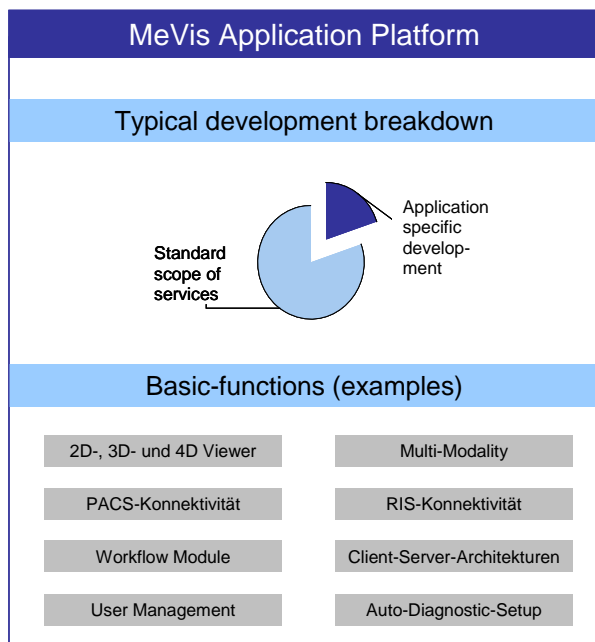 MeVis Application Platform
Typical development breakdown
Application
specific
develop-
ment
Standard
scope of
services
Basic-functions (examples)
2D-, 3D- und 4D Viewer
Multi-Modality
PACS-Konnektivität
RIS-Konnektivität
Workflow Module
Client-Server-Architekturen
User Management
Auto-Diagnostic-Setup